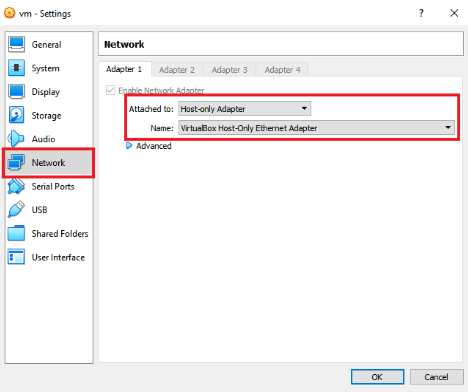 vm - Settings
?
General
System
Display
Storage
Audio
Network
Serial Ports
USB
Shared Folders
User Interface
Network
Adapter 1 Adapter 2 Adapter 3 Adapter 4
Enable Network Adapter
Attached to: Host-only Adapter
Name: VirtualBox Host-Only Ethernet Adapter
Advanced
OK Cancel